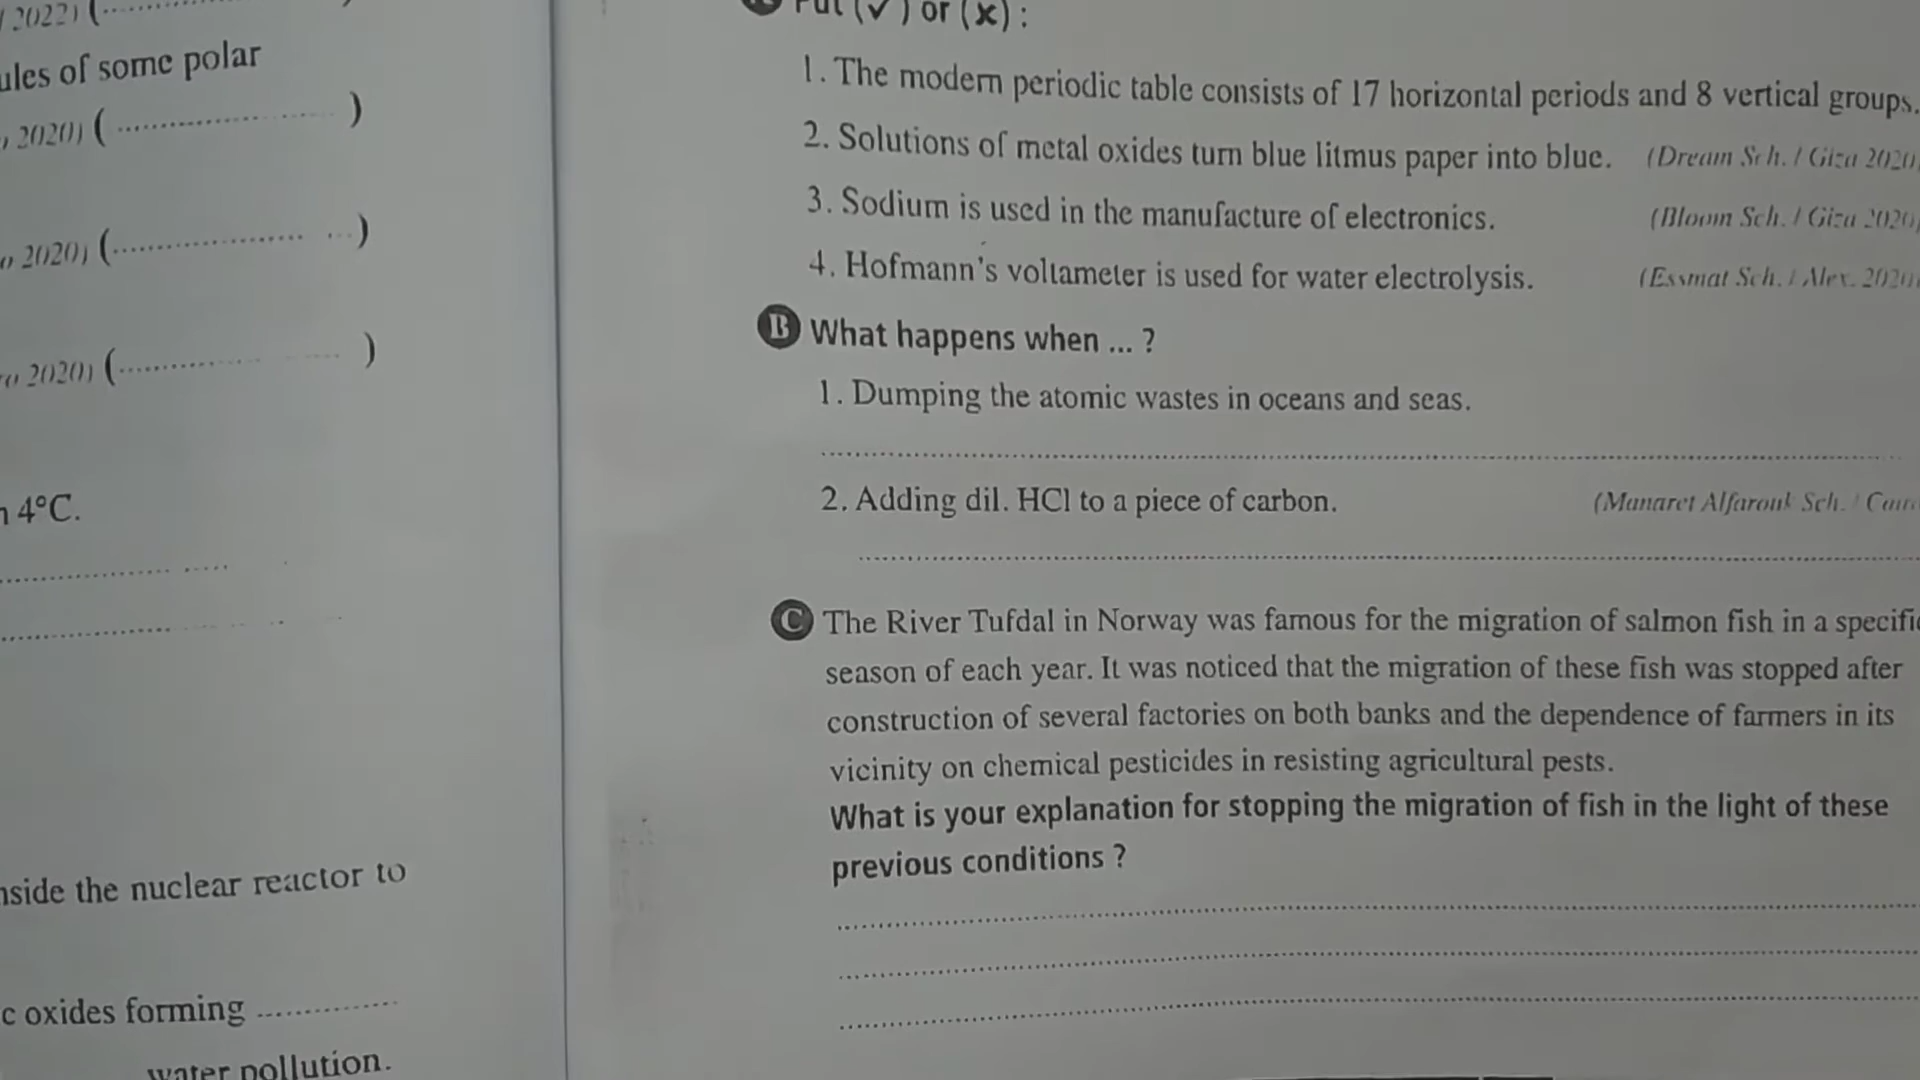 2022) (
ules of some polar
2020) ( .......................... )
2020) ( .......................... )
2020) ( .......................... )
4°C.
nside the nuclear reactor to
c oxides forming ..............
water pollution.
Put (✓) or (✗) :
1. The modern periodic table consists of 17 horizontal periods and 8 vertical groups.
2. Solutions of metal oxides turn blue litmus paper into blue. (Dream Sch. / Giza 2020)
3. Sodium is used in the manufacture of electronics. (Bloom Sch. / Giza 2020)
4. Hofmann's voltameter is used for water electrolysis. (Essmat Sch. / Alex. 2020)
B What happens when ... ?
1. Dumping the atomic wastes in oceans and seas.
2. Adding dil. HCl to a piece of carbon. (Manaret Alfarouk Sch. /
C The River Tufdal in Norway was famous for the migration of salmon fish in a specific
season of each year. It was noticed that the migration of these fish was stopped after
construction of several factories on both banks and the dependence of farmers in its
vicinity on chemical pesticides in resisting agricultural pests.
What is your explanation for stopping the migration of fish in the light of these
previous conditions ?